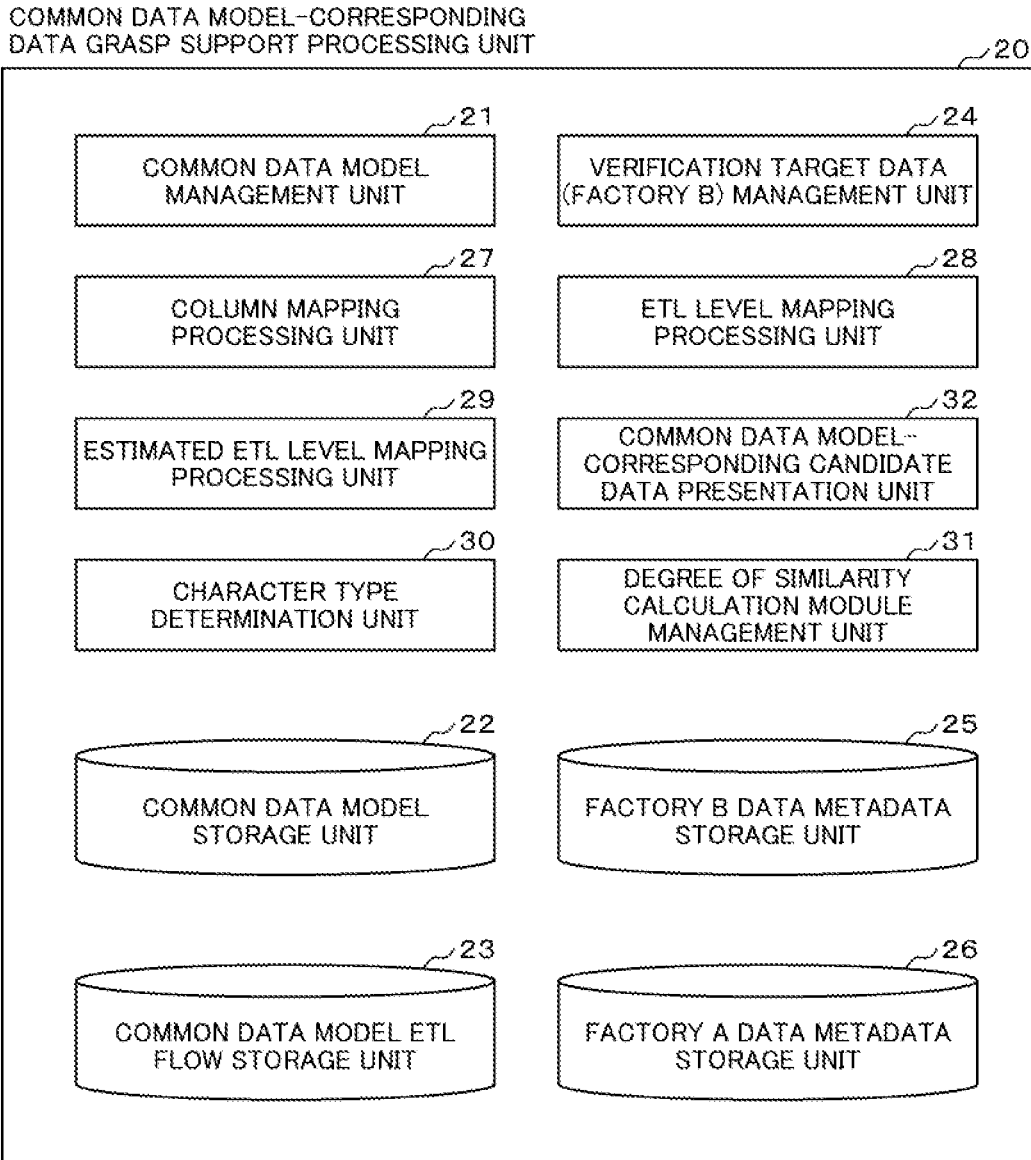 COMMON DATA MODEL-CORRESPONDING
DATA GRASP SUPPORT PROCESSING UNIT
20
21
COMMON DATA MODEL
MANAGEMENT UNIT
24
VERIFICATION TARGET DATA
(FACTORY B) MANAGEMENT UNIT
27
COLUMN MAPPING
PROCESSING UNIT
28
ETL LEVEL MAPPING
PROCESSING UNIT
29
ESTIMATED ETL LEVEL MAPPING
PROCESSING UNIT
32
COMMON DATA MODEL-
CORRESPONDING CANDIDATE
DATA PRESENTATION UNIT
30
CHARACTER TYPE
DETERMINATION UNIT
31
DEGREE OF SIMILARITY
CALCULATION MODULE
MANAGEMENT UNIT
22
COMMON DATA MODEL
STORAGE UNIT
25
FACTORY B DATA METADATA
STORAGE UNIT
23
COMMON DATA MODEL ETL
FLOW STORAGE UNIT
26
FACTORY A DATA METADATA
STORAGE UNIT